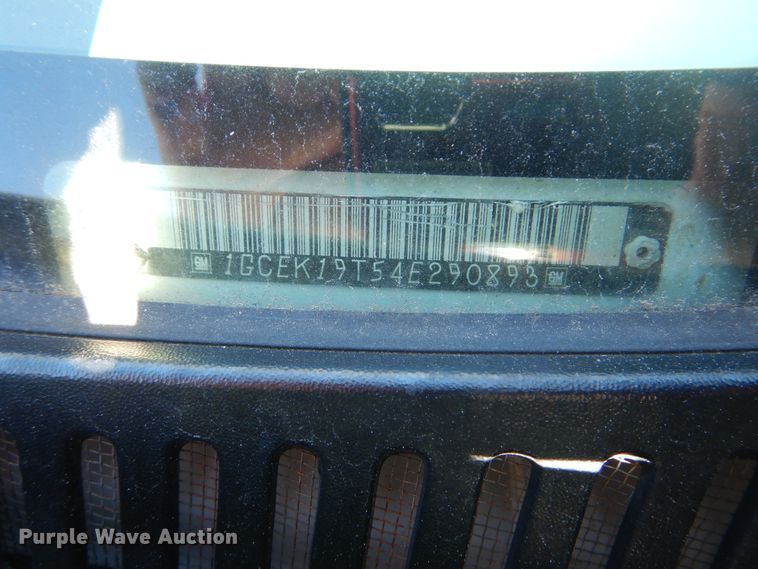 GM 1GCEK19T54E290893 GM
Purple Wave Auction